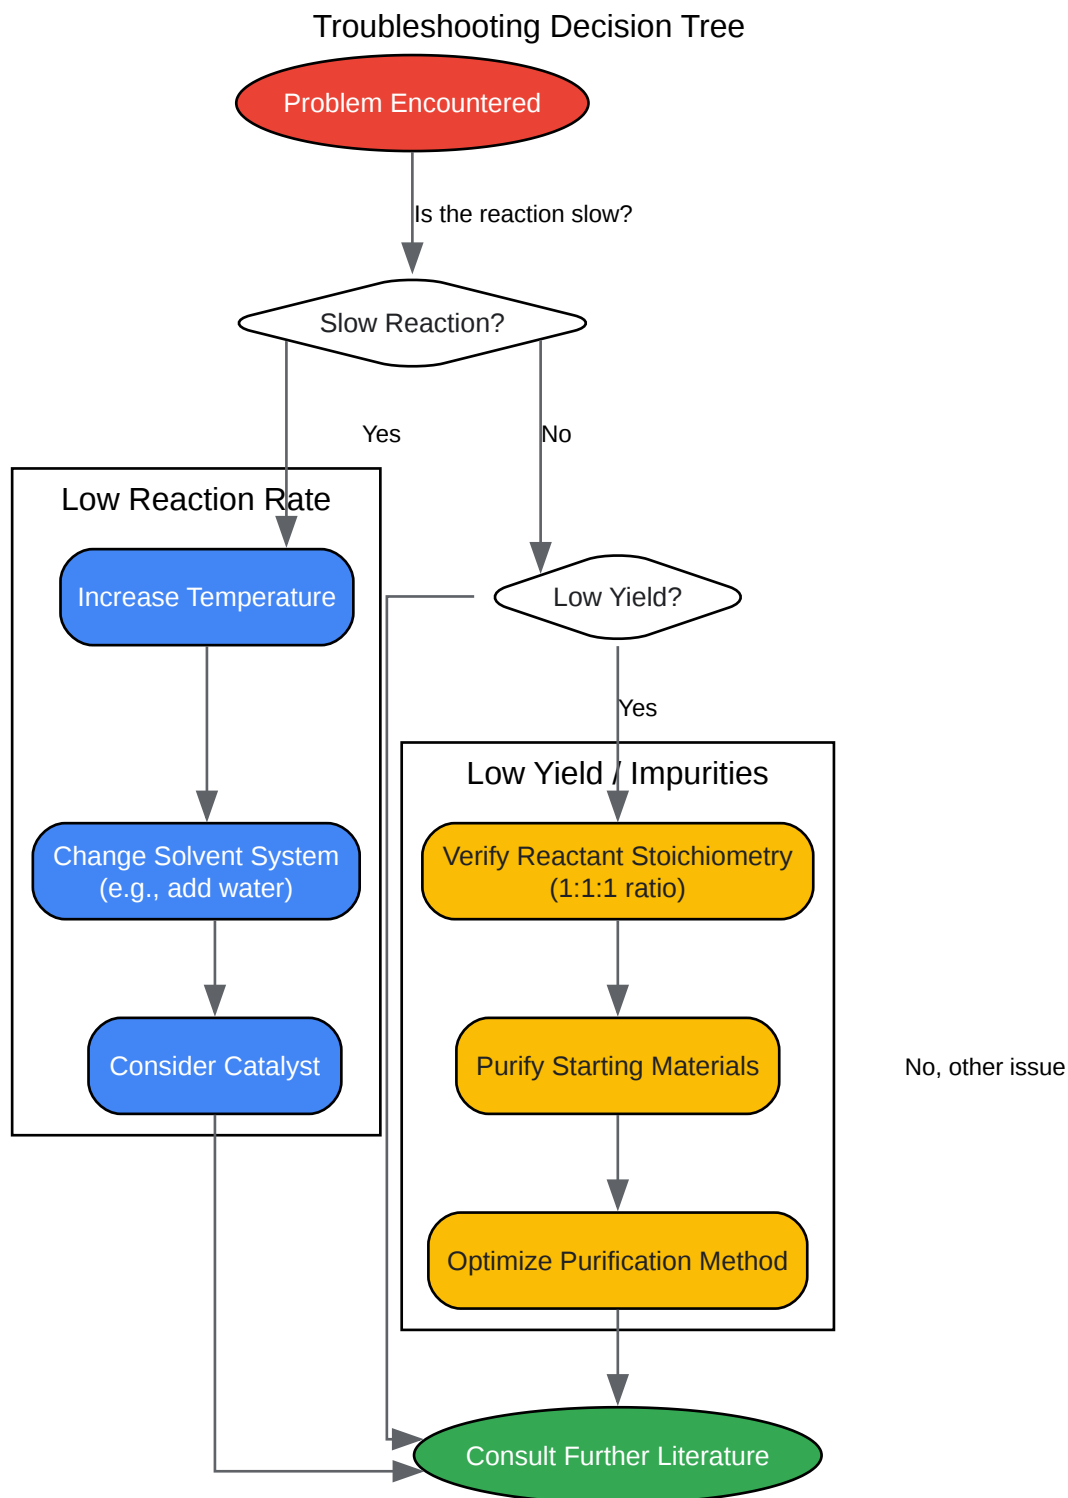 Troubleshooting Decision Tree
Problem Encountered
Is the reaction slow?
Slow Reaction?
Yes
No
Low Reaction Rate
Increase Temperature
Low Yield?
Yes
Low Yield / Impurities
Change Solvent System
(e.g., add water)
Verify Reactant Stoichiometry
(1:1:1 ratio)
Consider Catalyst
Purify Starting Materials
No, other issue
Optimize Purification Method
Consult Further Literature